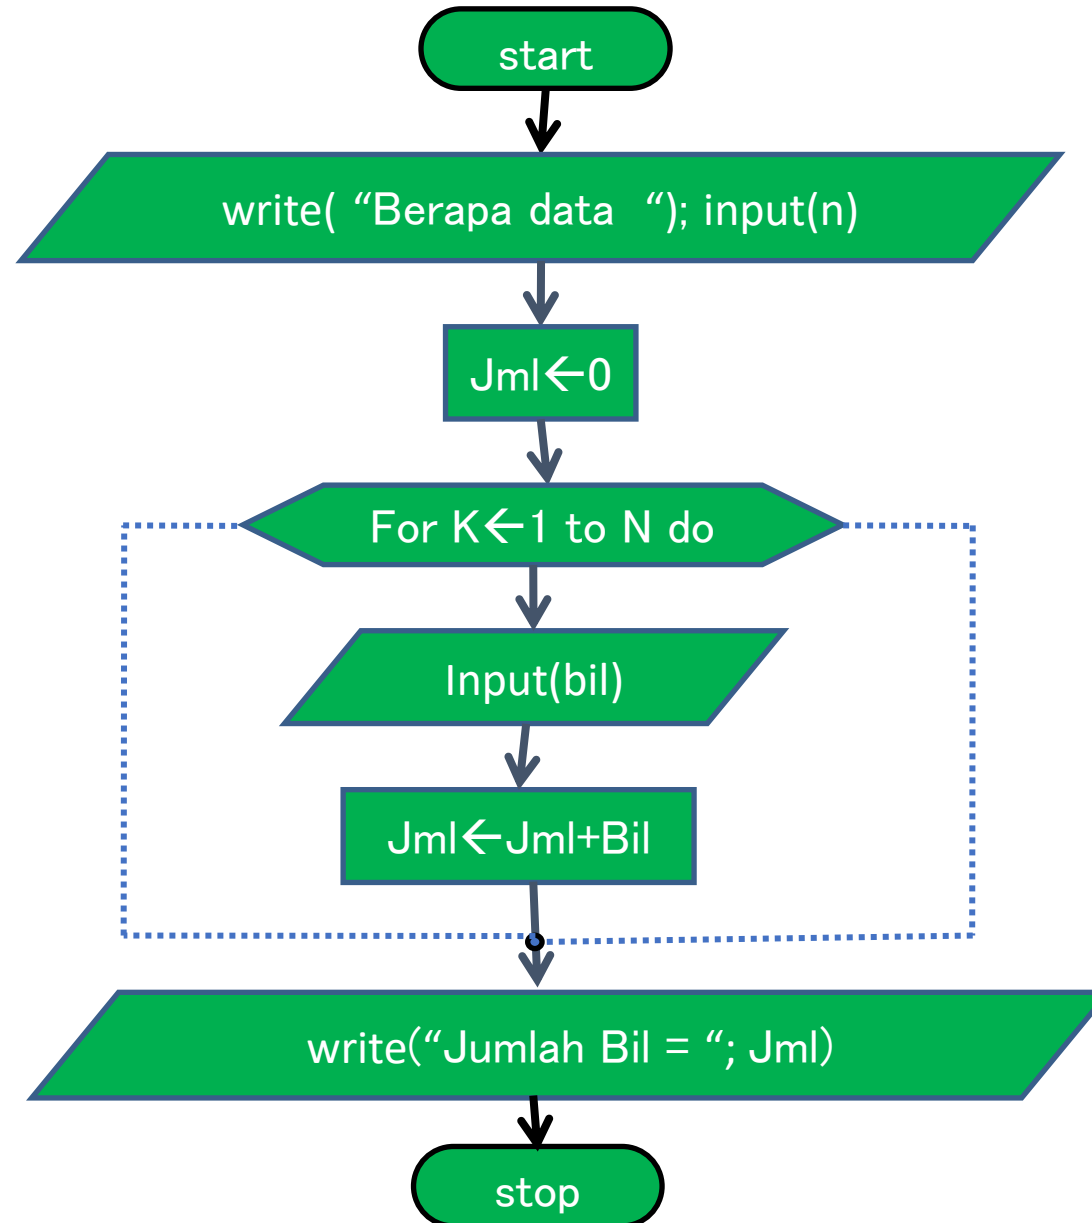 start
write( “Berapa data  “); input(n)
Jml←0
For K←1 to N do
Input(bil)
Jml←Jml+Bil
write(“Jumlah Bil = “; Jml)
stop